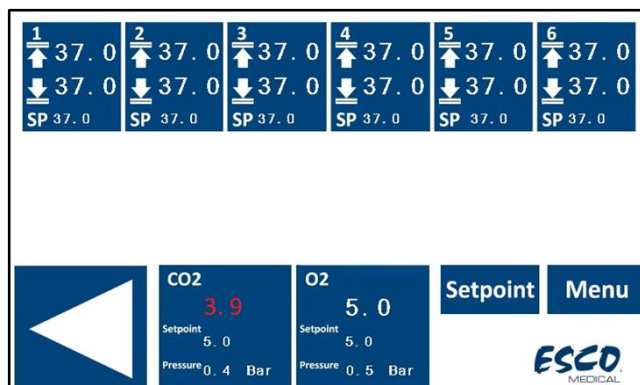 1 2 3 4 5 6
37.0 37.0 37.0 37.0 37.0 37.0
37.0 37.0 37.0 37.0 37.0 37.0
SP 37.0 SP 37.0 SP 37.0 SP 37.0 SP 37.0 SP 37.0
CO2
3.9
Setpoint
5.0
Pressure 0.4 Bar
O2
5.0
Setpoint
5.0
Pressure 0.5 Bar
Setpoint
Menu
ESCO
MEDICAL